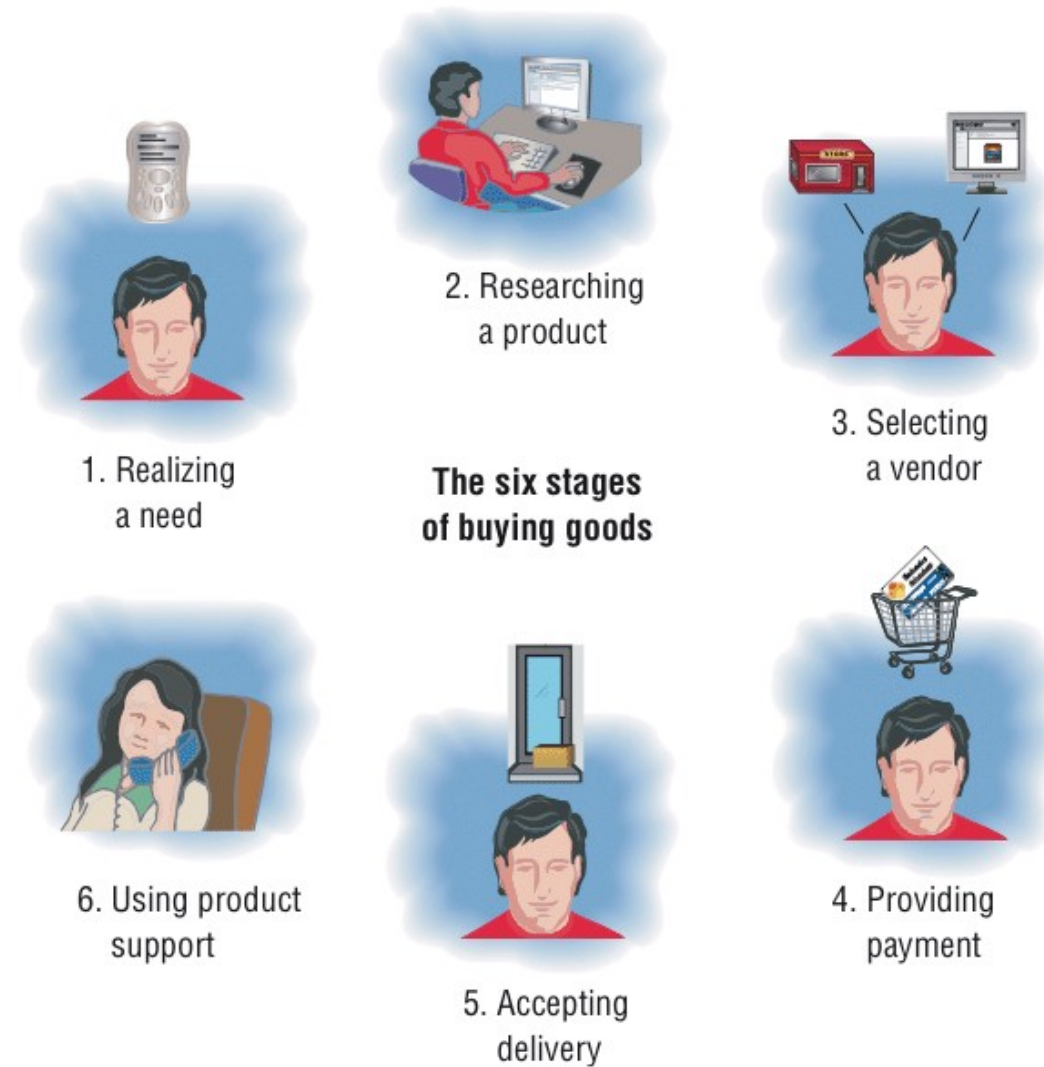 STORE
1. Realizing
a need
2. Researching
a product
3. Selecting
a vendor
The six stages
of buying goods
4. Providing
payment
5. Accepting
delivery
6. Using product
support